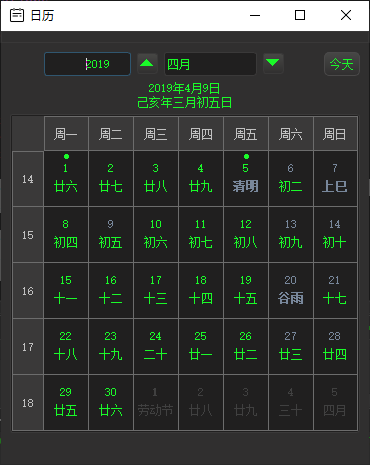 日历
2019 四月 今天
2019年4月9日
己亥年三月初五日
周一 周二 周三 周四 周五 周六 周日
14 1 2 3 4 5 6 7
廿六 廿七 廿八 廿九 清明 初二 上巳
15 8 9 10 11 12 13 14
初四 初五 初六 初七 初八 初九 初十
16 15 16 17 18 19 20 21
十一 十二 十三 十四 十五 谷雨 十七
17 22 23 24 25 26 27 28
十八 十九 二十 廿一 廿二 廿三 廿四
18 29 30 1 2 3 4 5
廿五 廿六 劳动节 廿八 廿九 三十 四月